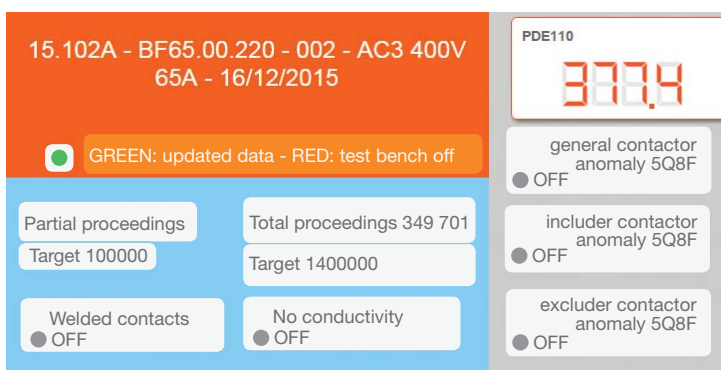 15.102A - BF65.00.220 - 002 - AC3 400V
65A - 16/12/2015
GREEN: updated data - RED: test bench off
Partial proceedings
Target 100000
Total proceedings 349 701
Target 1400000
Welded contacts
OFF
No conductivity
OFF
PDE110
377.4
general contactor
anomaly 5Q8F
OFF
includer contactor
anomaly 5Q8F
OFF
excluder contactor
anomaly 5Q8F
OFF